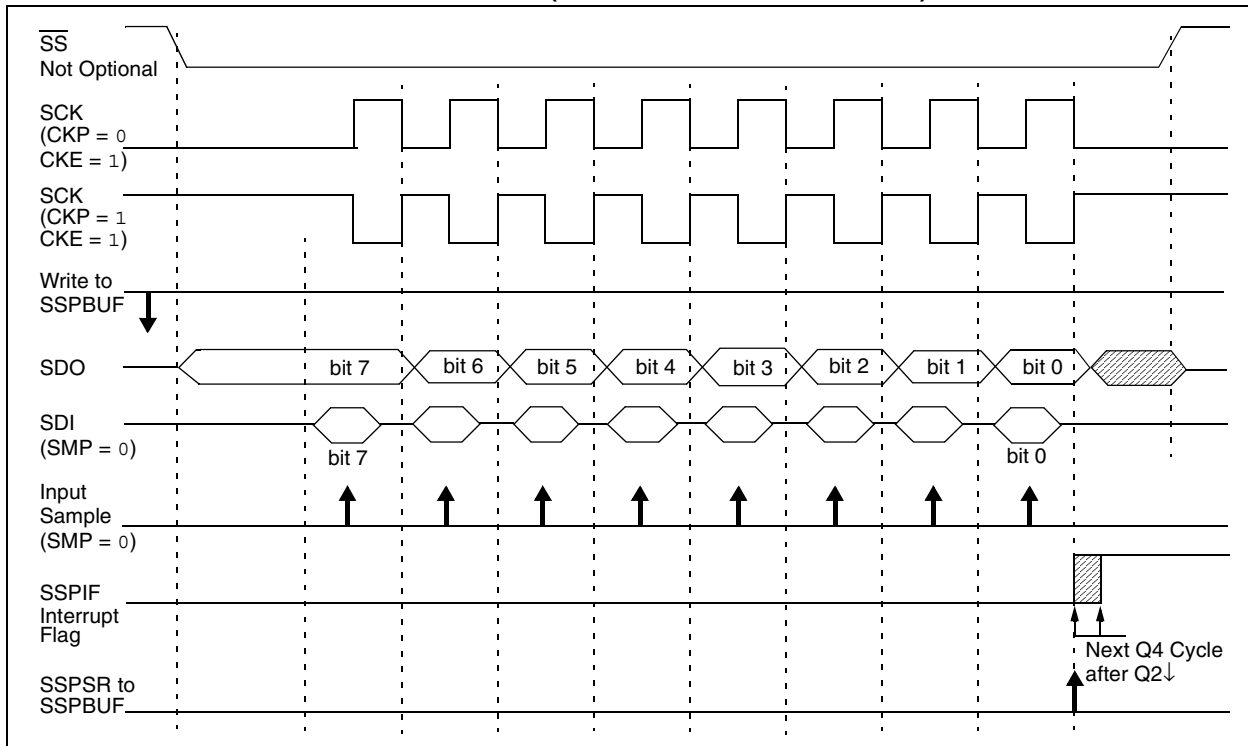 SS
Not Optional
SCK
(CKP = 0
CKE = 1)
SCK
(CKP = 1
CKE = 1)
Write to
SSPBUF
SDO
bit 7 bit 6 bit 5 bit 4 bit 3 bit 2 bit 1 bit 0
SDI
(SMP = 0)
bit 7 bit 0
Input
Sample
(SMP = 0)
SSPIF
Interrupt
Flag
Next Q4 Cycle
after Q2↓
SSPSR to
SSPBUF